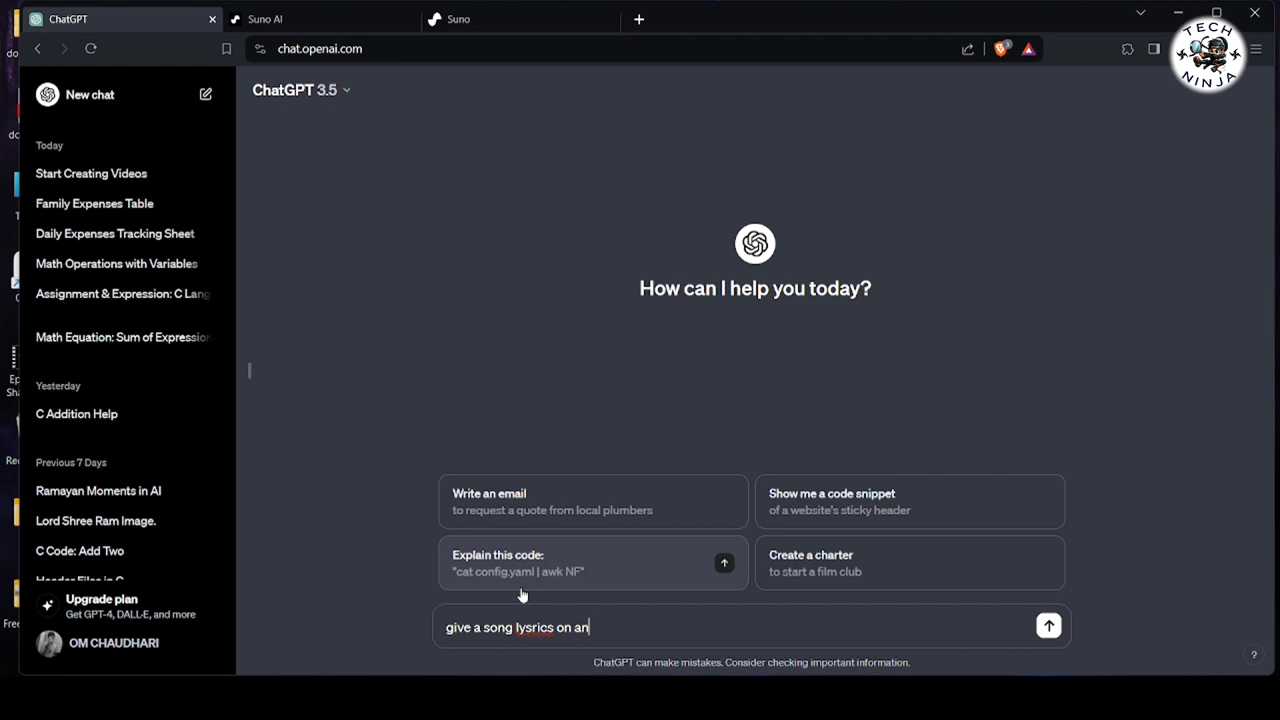 ChatGPT
Suno AI
Suno
chat.openai.com
TECH
NINJA
New chat
ChatGPT 3.5
Today
Start Creating Videos
Family Expenses Table
Daily Expenses Tracking Sheet
Math Operations with Variables
Assignment & Expression: C Lang
Math Equation: Sum of Expression
Yesterday
C Addition Help
Previous 7 Days
Ramayan Moments in AI
Lord Shree Ram Image.
C Code: Add Two
Header Files in C
Upgrade plan
Get GPT-4, DALL·E, and more
OM CHAUDHARI
How can I help you today?
Write an email
to request a quote from local plumbers
Show me a code snippet
of a website's sticky header
Explain this code:
"cat config.yaml | awk NF"
Create a charter
to start a film club
give a song lysrics on an
ChatGPT can make mistakes. Consider checking important information.
?